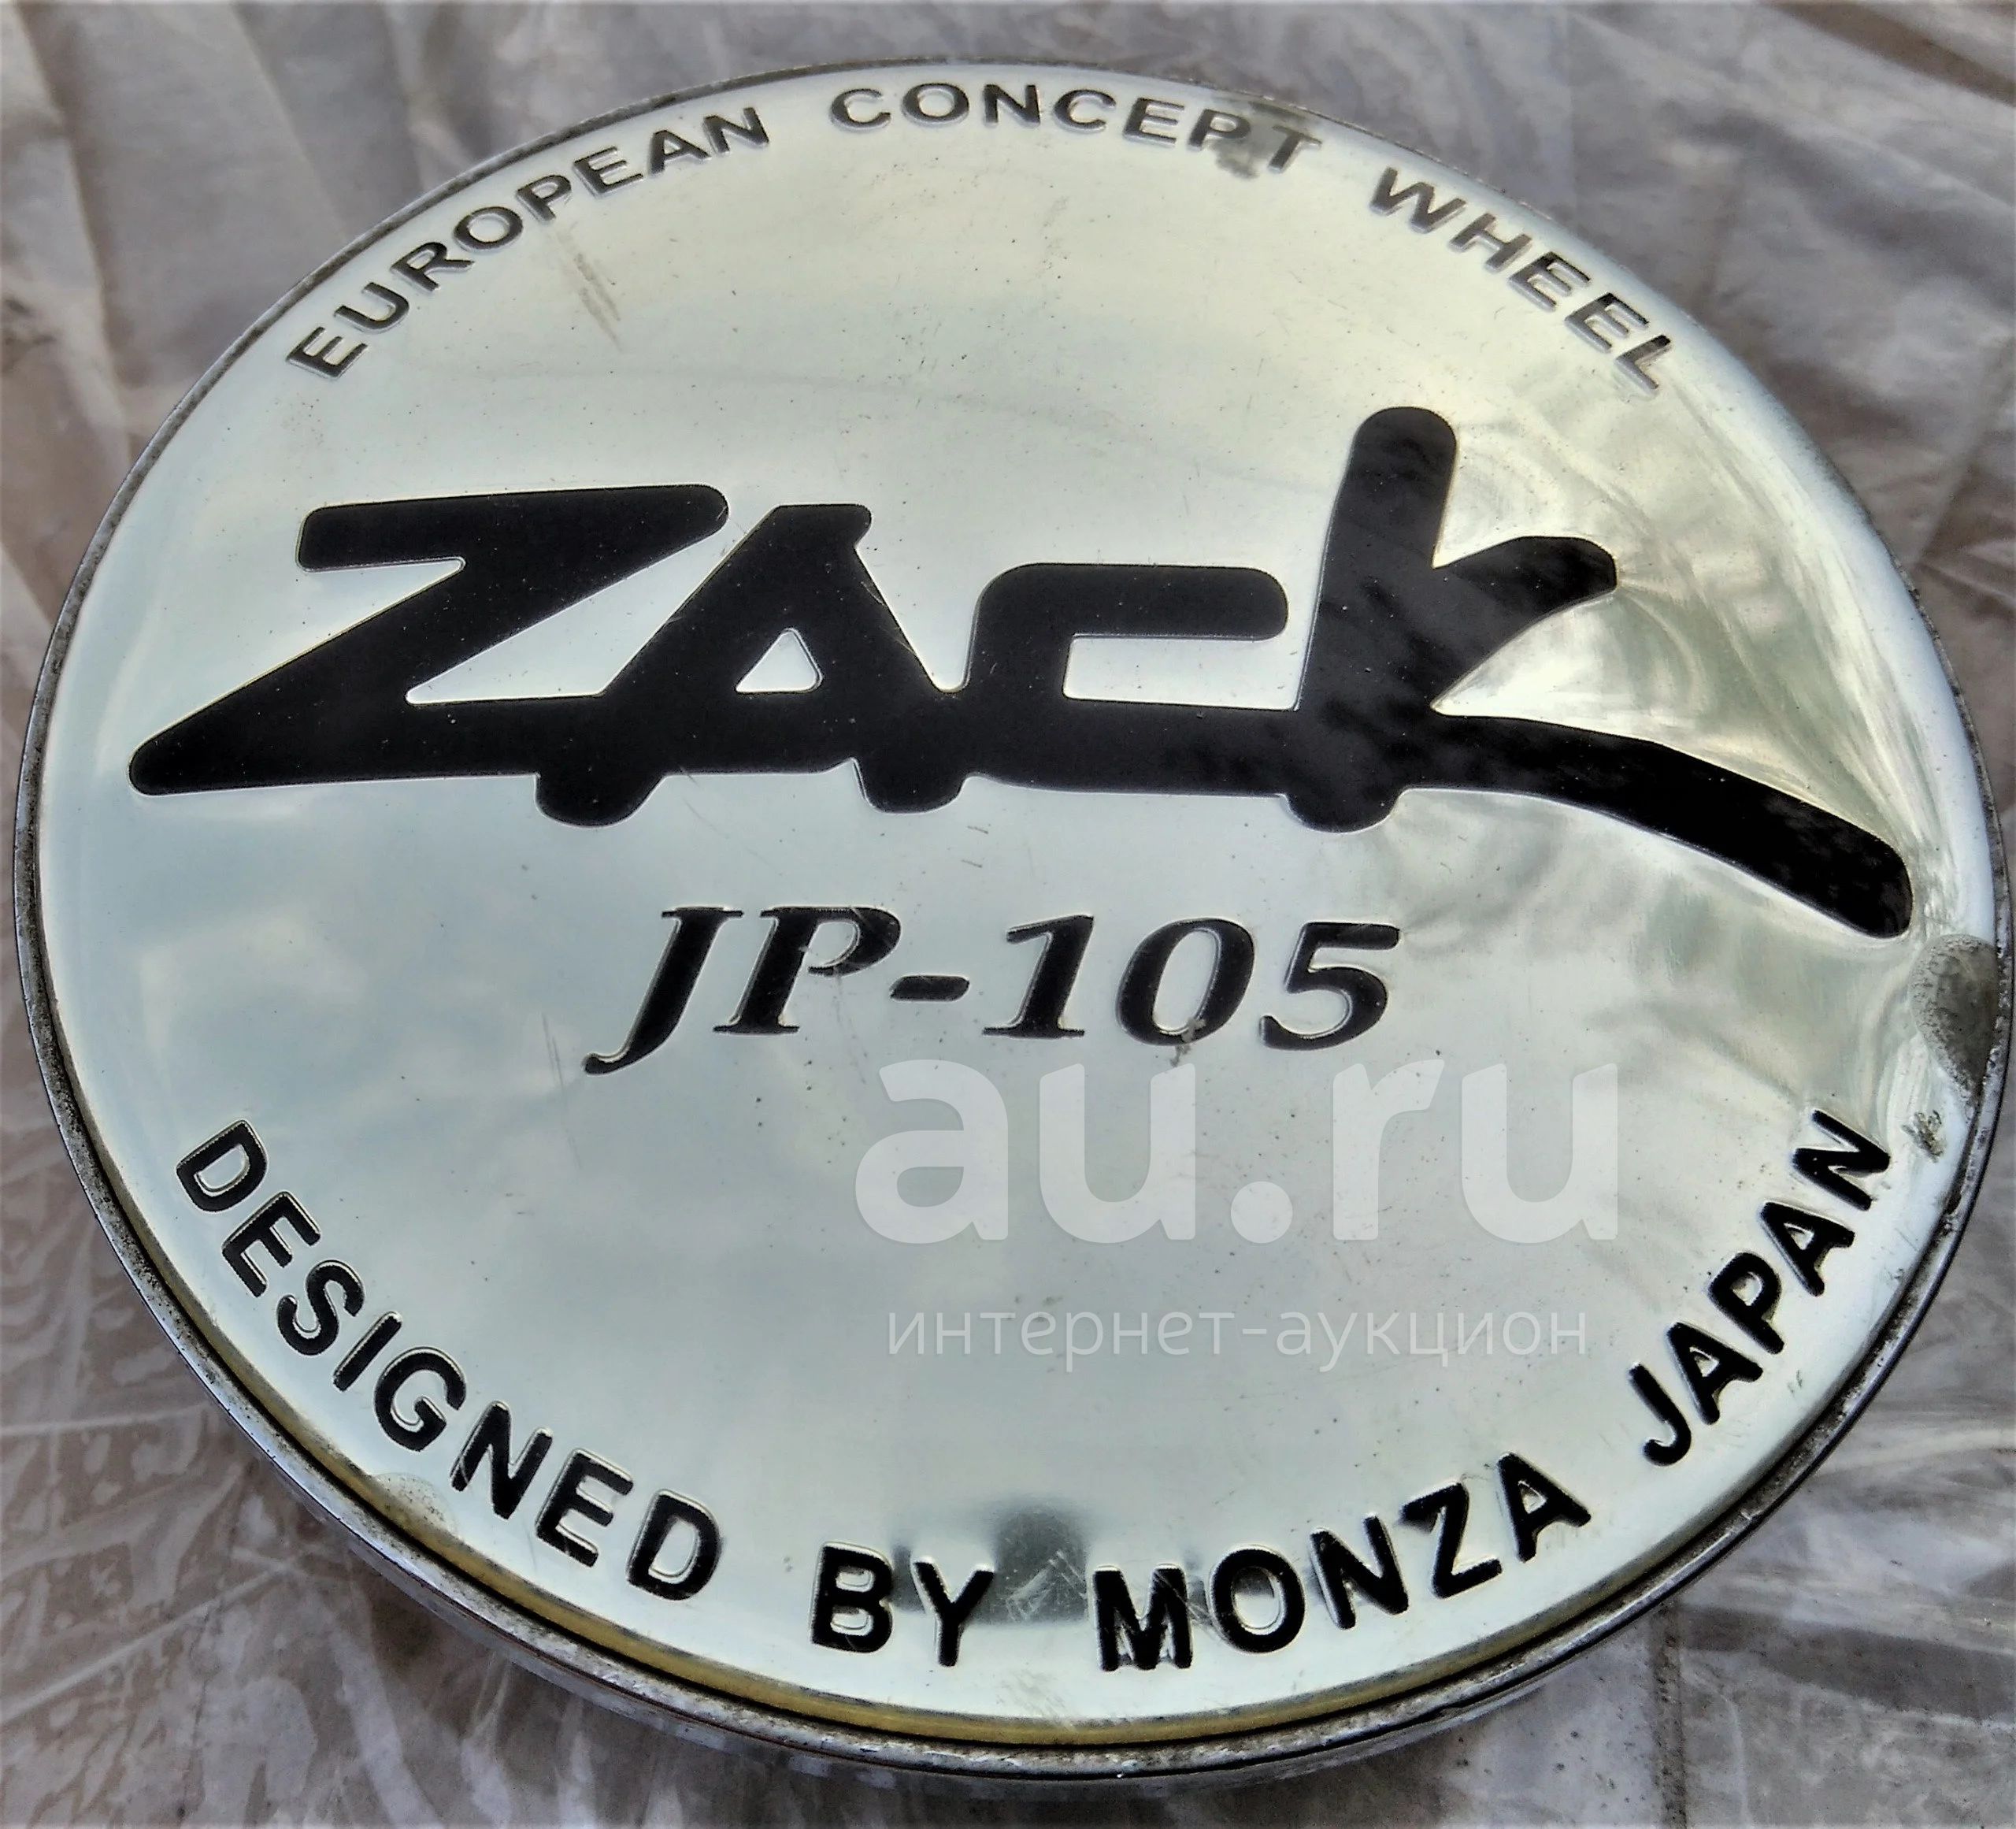 EUROPEAN CONCEPT WHEEL
ZACK
JP-105
au.ru
интернет-аукцион
DESIGNED BY MONZA JAPAN